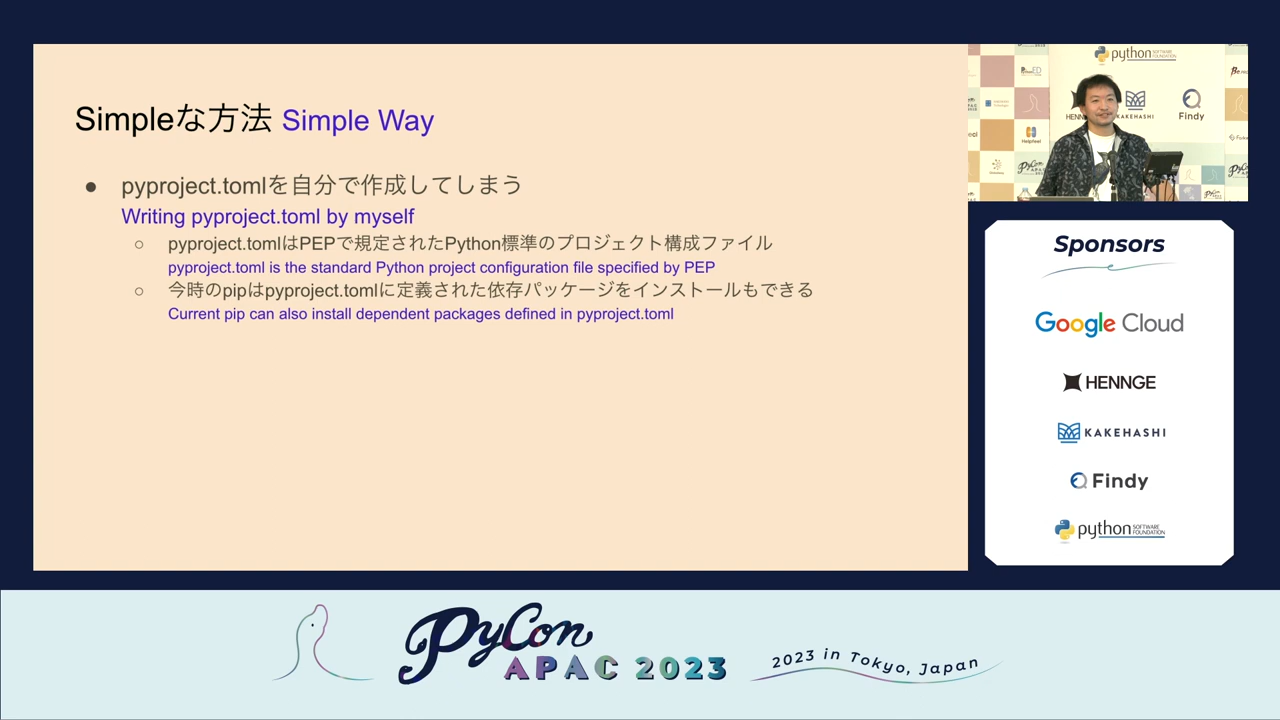 Simpleな方法 Simple Way
● pyproject.tomlを自分で作成してしまう
Writing pyproject.toml by myself
○ pyproject.tomlはPEPで規定されたPython標準のプロジェクト構成ファイル
pyproject.toml is the standard Python project configuration file specified by PEP
○ 今時のpipはpyproject.tomlに定義された依存パッケージをインストールもできる
Current pip can also install dependent packages defined in pyproject.toml
python
KAKEHASHI
Findy
Sponsors
Google Cloud
HENNGE
KAKEHASHI
Findy
python SOFTWARE FOUNDATION
PyCon
APAC 2023
2023 in Tokyo, Japan